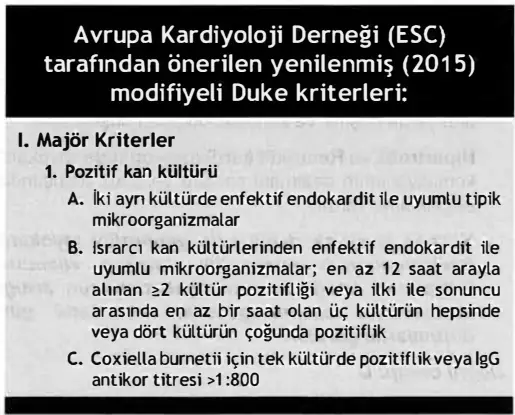 Avrupa Kardiyoloji Derneği (ESC)
tarafından önerilen yenilenmiş (2015)
modifiyeli Duke kriterleri:
I. Majör Kriterler
1. Pozitif kan kültürü
A. İki ayrı kültürde enfektif endokardit ile uyumlu tipik
mikroorganizmalar
B. Israrcı kan kültürlerinden enfektif endokardit ile
uyumlu mikroorganizmalar; en az 12 saat arayla
alınan ≥2 kültür pozitifliği veya ilki ile sonuncu
arasında en az bir saat olan üç kültürün hepsinde
veya dört kültürün çoğunda pozitiflik
C. Coxiella burnetii için tek kültürde pozitiflik veya IgG
antikor titresi >1:800